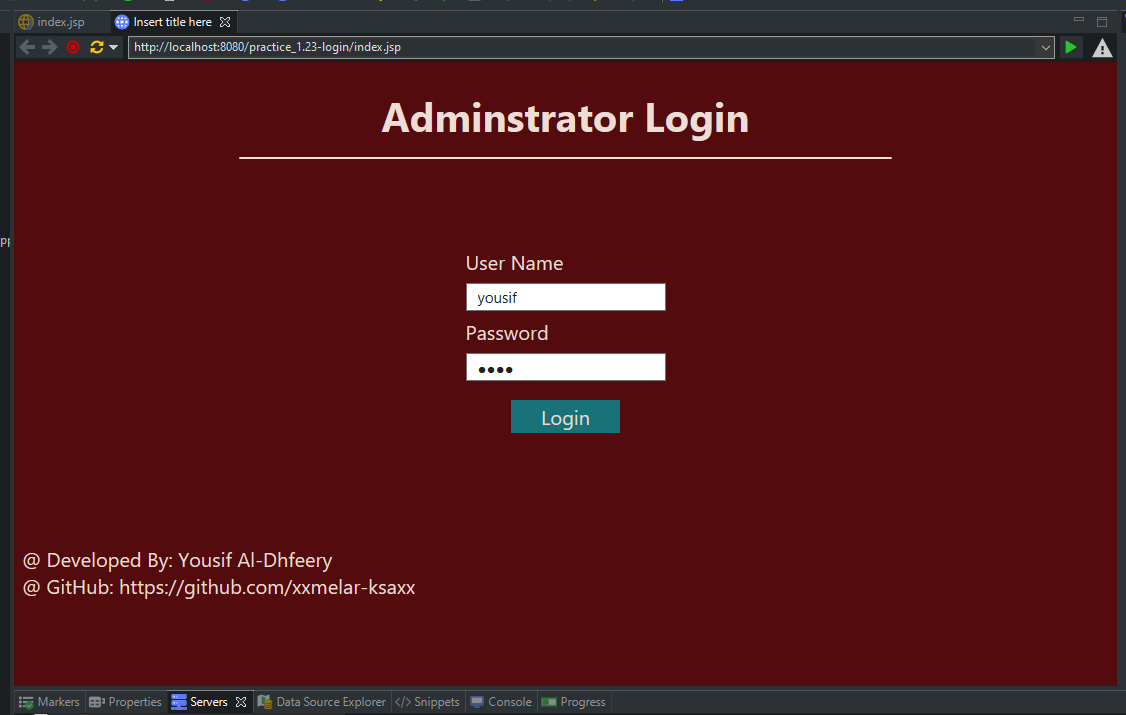 index.jsp Insert title here
http://localhost:8080/practice_1.23-login/index.jsp
Adminstrator Login
User Name
yousif
Password
••••
Login
@ Developed By: Yousif Al-Dhfeery
@ GitHub: https://github.com/xxmelar-ksaxx
Markers Properties Servers Data Source Explorer Snippets Console Progress